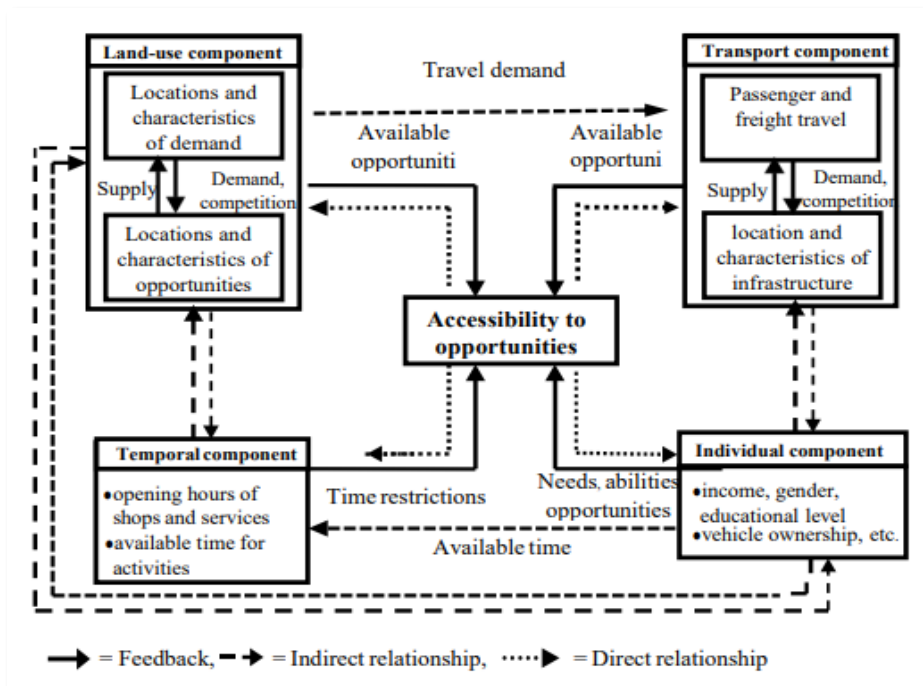 Land-use component
Locations and
characteristics
of demand
Supply
Demand,
competition
Locations and
characteristics of
opportunities
Travel demand
Available
opportuniti
Available
opportuni
Transport component
Passenger and
freight travel
Supply
Demand,
competition
location and
characteristics of
infrastructure
Accessibility to
opportunities
Temporal component
•opening hours of
shops and services
•available time for
activities
Time restrictions
Needs, abilities
opportunities
Available time
Individual component
•income, gender,
educational level
•vehicle ownership, etc.
= Feedback, = Indirect relationship, = Direct relationship